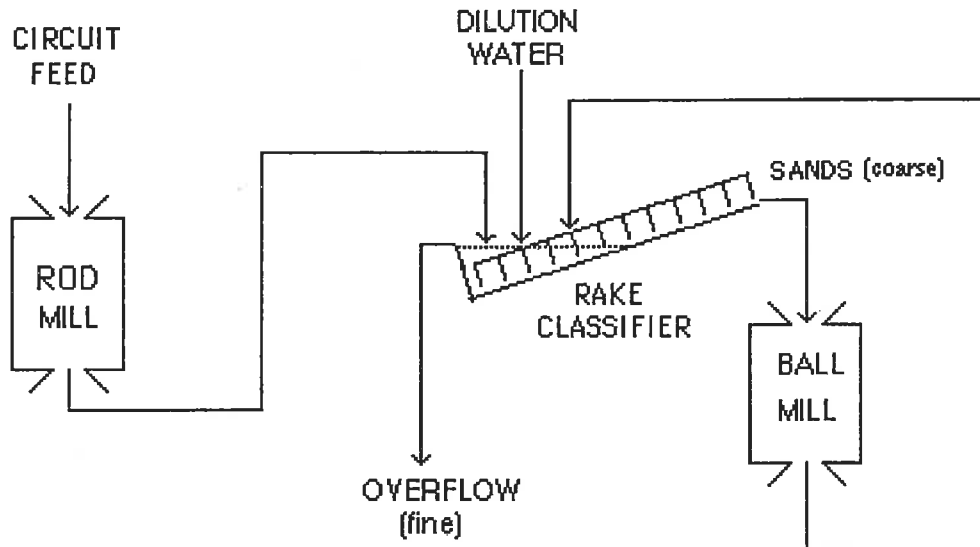 CIRCUIT
FEED
DILUTION
WATER
SANDS (coarse)
ROD
MILL
RAKE
CLASSIFIER
BALL
MILL
OVERFLOW
(fine)